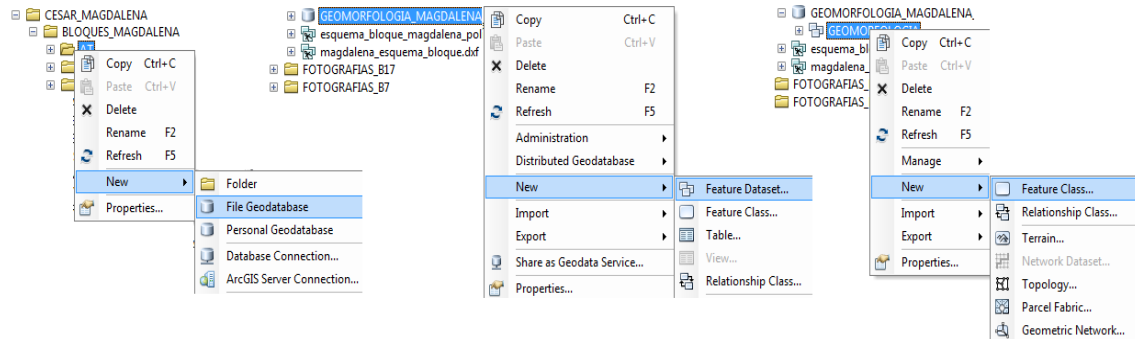 CESAR_MAGDALENA
BLOQUES_MAGDALENA
AT
Copy Ctrl+C
Paste Ctrl+V
Delete
Rename F2
Refresh F5
New
Properties...
Folder
File Geodatabase
Personal Geodatabase
Database Connection...
ArcGIS Server Connection...
GEOMORFOLOGIA_MAGDALENA
esquema_bloque_magdalena_pol
magdalena_esquema_bloque.dxf
FOTOGRAFIAS_B17
FOTOGRAFIAS_B7
Copy Ctrl+C
Paste Ctrl+V
Delete
Rename F2
Refresh F5
Administration
Distributed Geodatabase
New
Import
Export
Share as Geodata Service...
Properties...
Feature Dataset...
Feature Class...
Table...
View...
Relationship Class...
GEOMORFOLOGIA_MAGDALENA_
GEOMORFOLOGIA
esquema_bl
magdalena_
FOTOGRAFIAS_
FOTOGRAFIAS_
Copy Ctrl+C
Paste Ctrl+V
Delete
Rename F2
Refresh F5
Manage
New
Import
Export
Properties...
Feature Class...
Relationship Class...
Terrain...
Network Dataset...
Topology...
Parcel Fabric...
Geometric Network...